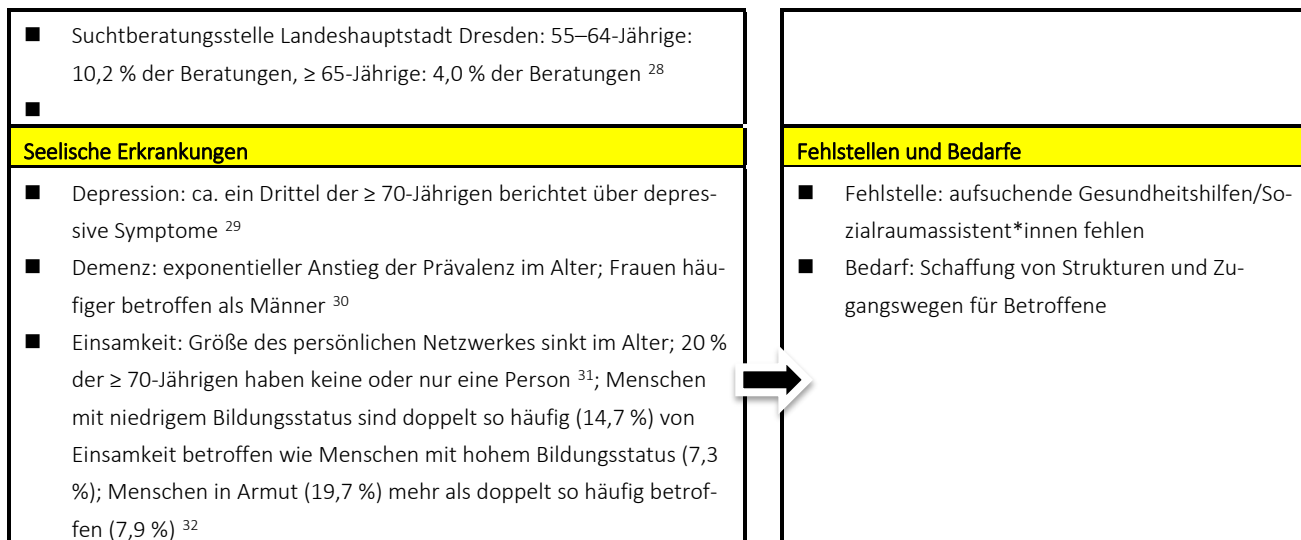 ■ Suchtberatungsstelle Landeshauptstadt Dresden: 55–64-Jährige:
10,2 % der Beratungen, ≥ 65-Jährige: 4,0 % der Beratungen ²⁸
■
Seelische Erkrankungen
■ Depression: ca. ein Drittel der ≥ 70-Jährigen berichtet über depres-
sive Symptome ²⁹
■ Demenz: exponentieller Anstieg der Prävalenz im Alter; Frauen häu-
figer betroffen als Männer ³⁰
■ Einsamkeit: Größe des persönlichen Netzwerkes sinkt im Alter; 20 %
der ≥ 70-Jährigen haben keine oder nur eine Person ³¹; Menschen
mit niedrigem Bildungsstatus sind doppelt so häufig (14,7 %) von
Einsamkeit betroffen wie Menschen mit hohem Bildungsstatus (7,3
%); Menschen in Armut (19,7 %) mehr als doppelt so häufig betrof-
fen (7,9 %) ³²
Fehlstellen und Bedarfe
■ Fehlstelle: aufsuchende Gesundheitshilfen/So-
zialraumassistent*innen fehlen
■ Bedarf: Schaffung von Strukturen und Zu-
gangswegen für Betroffene